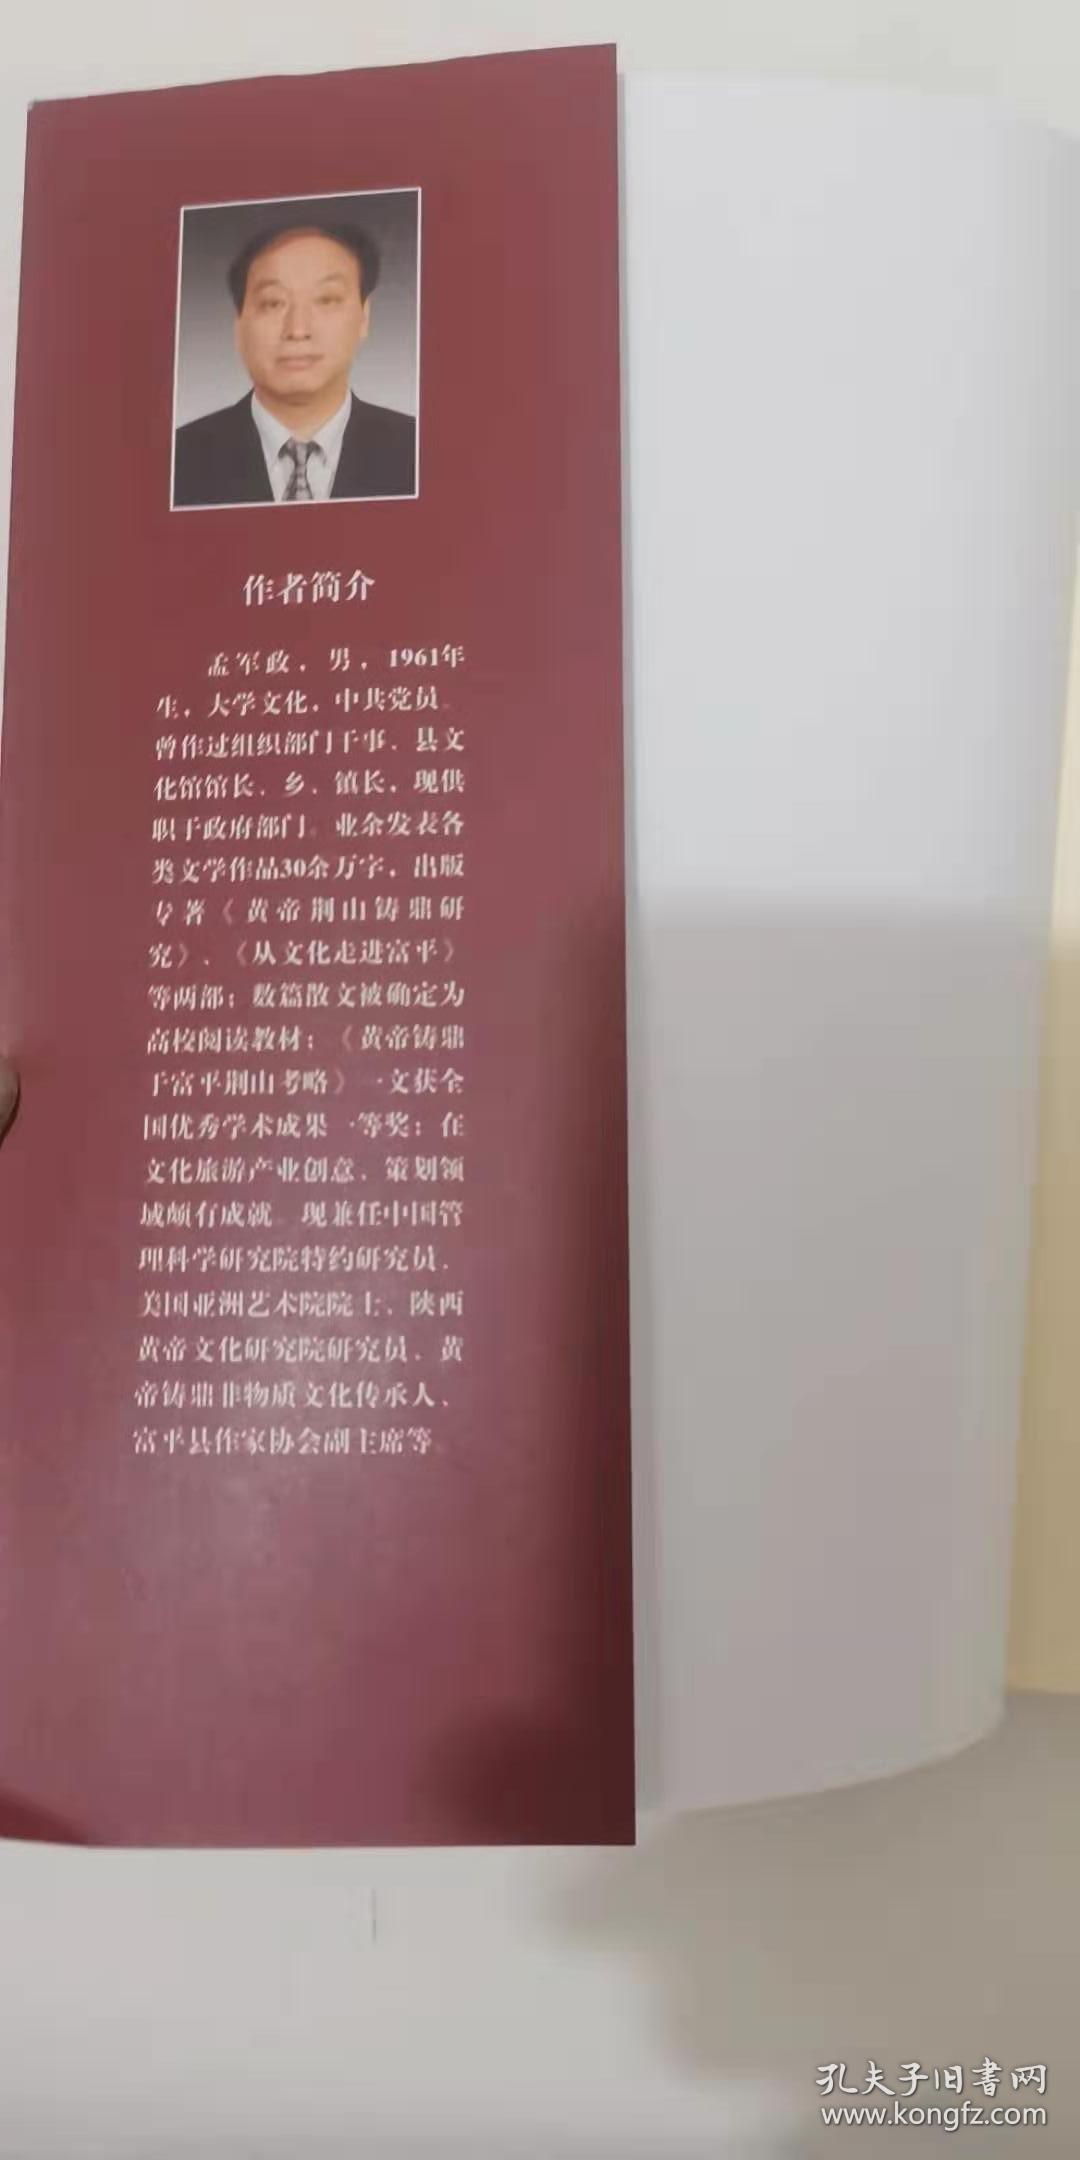 作者简介
孟军政，男，1961年
生，大学文化，中共党员。
曾作过组织部门干事、县文
化馆馆长、乡、镇长，现供
职于政府部门。业余发表各
类文学作品30余万字，出版
专著《黄帝荆山铸鼎研
究》、《从文化走进富平》
等两部；数篇散文被确定为
高校阅读教材；《黄帝铸鼎
于富平荆山考略》一文获全
国优秀学术成果一等奖；在
文化旅游产业创意、策划领
域颇有成就。现兼任中国管
理科学研究院特约研究员、
美国亚洲艺术院院士、陕西
黄帝文化研究院研究员、黄
帝铸鼎非物质文化传承人、
富平县作家协会副主席等。
孔夫子旧書网
www.kongfz.com